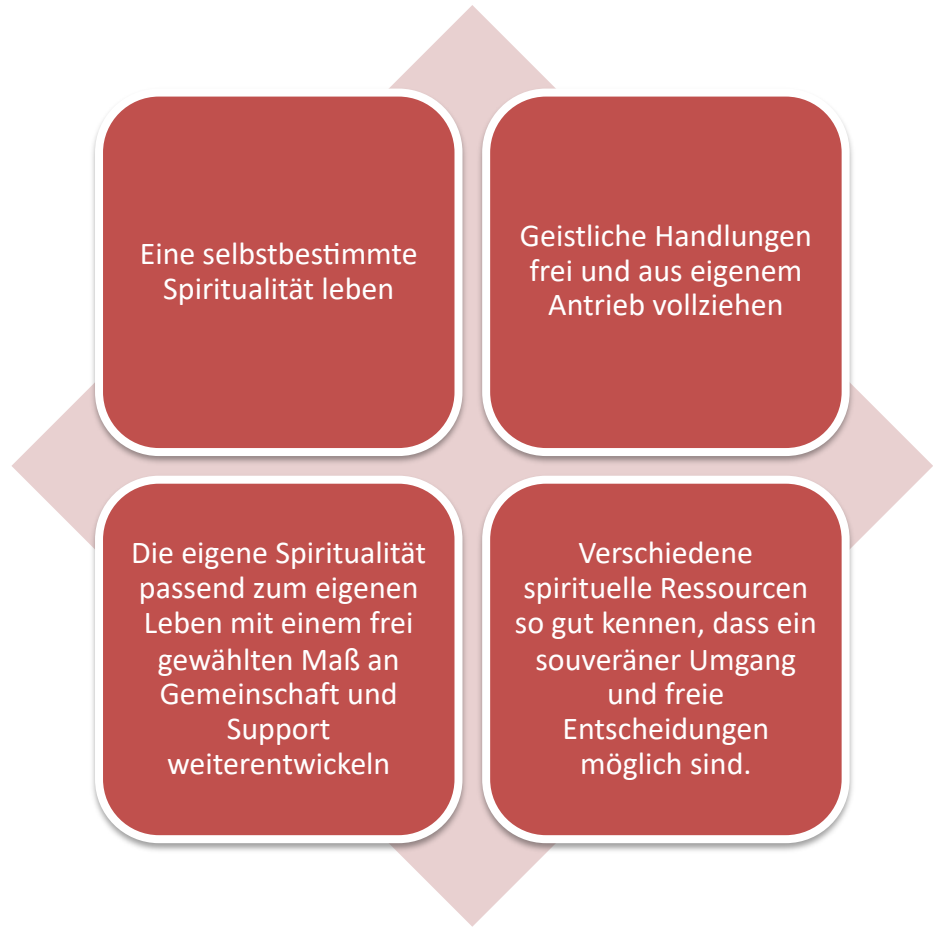 Eine selbstbestimmte
Spiritualität leben
Geistliche Handlungen
frei und aus eigenem
Antrieb vollziehen
Die eigene Spiritualität
passend zum eigenen
Leben mit einem frei
gewählten Maß an
Gemeinschaft und
Support
weiterentwickeln
Verschiedene
spirituelle Ressourcen
so gut kennen, dass ein
souveräner Umgang
und freie
Entscheidungen
möglich sind.